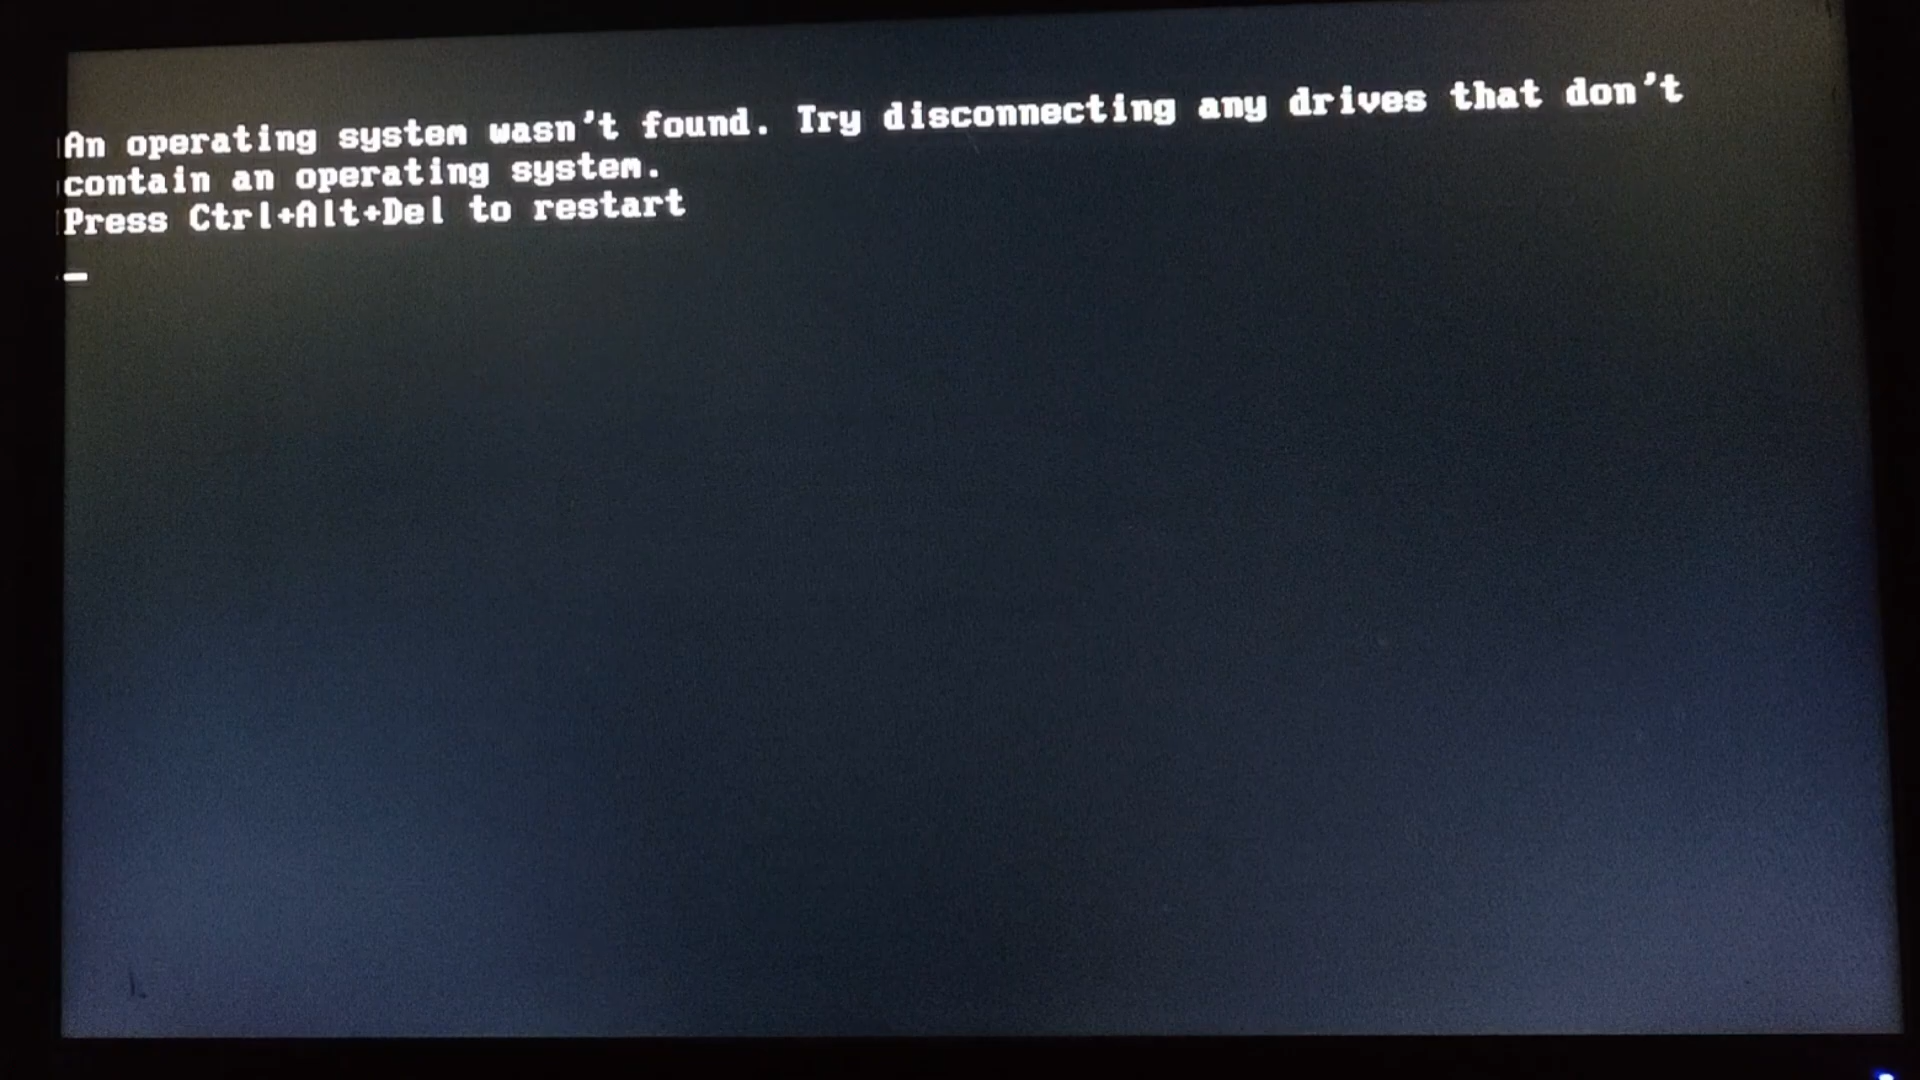 An operating system wasn't found. Try disconnecting any drives that don't
contain an operating system.
Press Ctrl+Alt+Del to restart